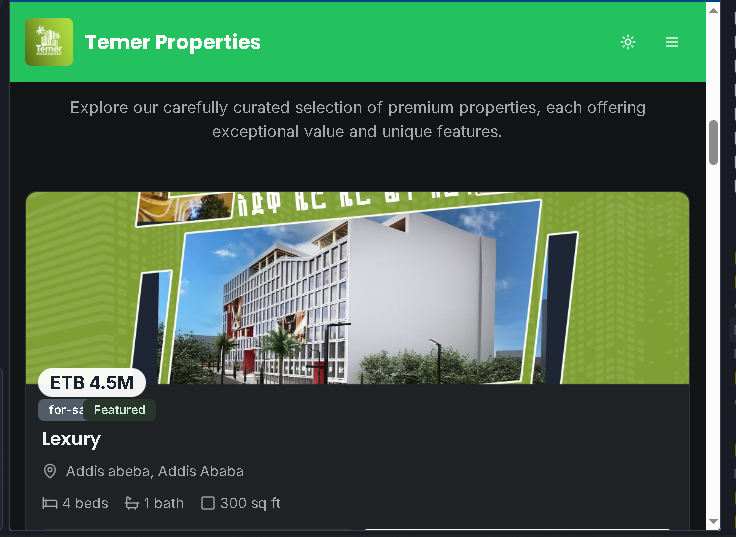 Temer
Temer Properties
Explore our carefully curated selection of premium properties, each offering
exceptional value and unique features.
ETB 4.5M
for-sa
Featured
Lexury
Addis abeba, Addis Ababa
4 beds
1 bath
300 sq ft